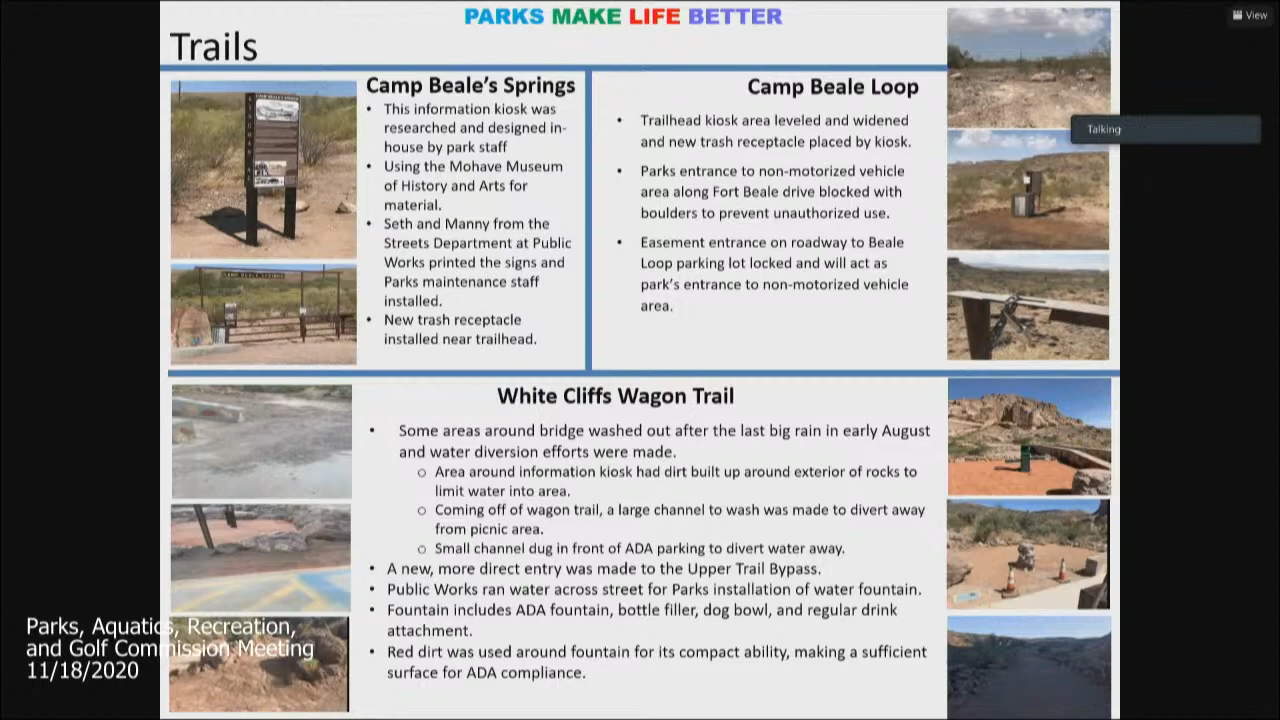 PARKS MAKE LIFE BETTER
View
Trails
Talking
Camp Beale's Springs
• This information kiosk was
researched and designed in-
house by park staff
• Using the Mohave Museum
of History and Arts for
material.
• Seth and Manny from the
Streets Department at Public
Works printed the signs and
Parks maintenance staff
installed.
• New trash receptacle
installed near trailhead.
Camp Beale Loop
• Trailhead kiosk area leveled and widened
and new trash receptacle placed by kiosk.
• Parks entrance to non-motorized vehicle
area along Fort Beale drive blocked with
boulders to prevent unauthorized use.
• Easement entrance on roadway to Beale
Loop parking lot locked and will act as
park's entrance to non-motorized vehicle
area.
White Cliffs Wagon Trail
• Some areas around bridge washed out after the last big rain in early August
and water diversion efforts were made.
o Area around information kiosk had dirt built up around exterior of rocks to
limit water into area.
o Coming off of wagon trail, a large channel to wash was made to divert away
from picnic area.
o Small channel dug in front of ADA parking to divert water away.
• A new, more direct entry was made to the Upper Trail Bypass.
• Public Works ran water across street for Parks installation of water fountain.
• Fountain includes ADA fountain, bottle filler, dog bowl, and regular drink
attachment.
• Red dirt was used around fountain for its compact ability, making a sufficient
surface for ADA compliance.
Parks, Aquatics, Recreation,
and Golf Commission Meeting
11/18/2020